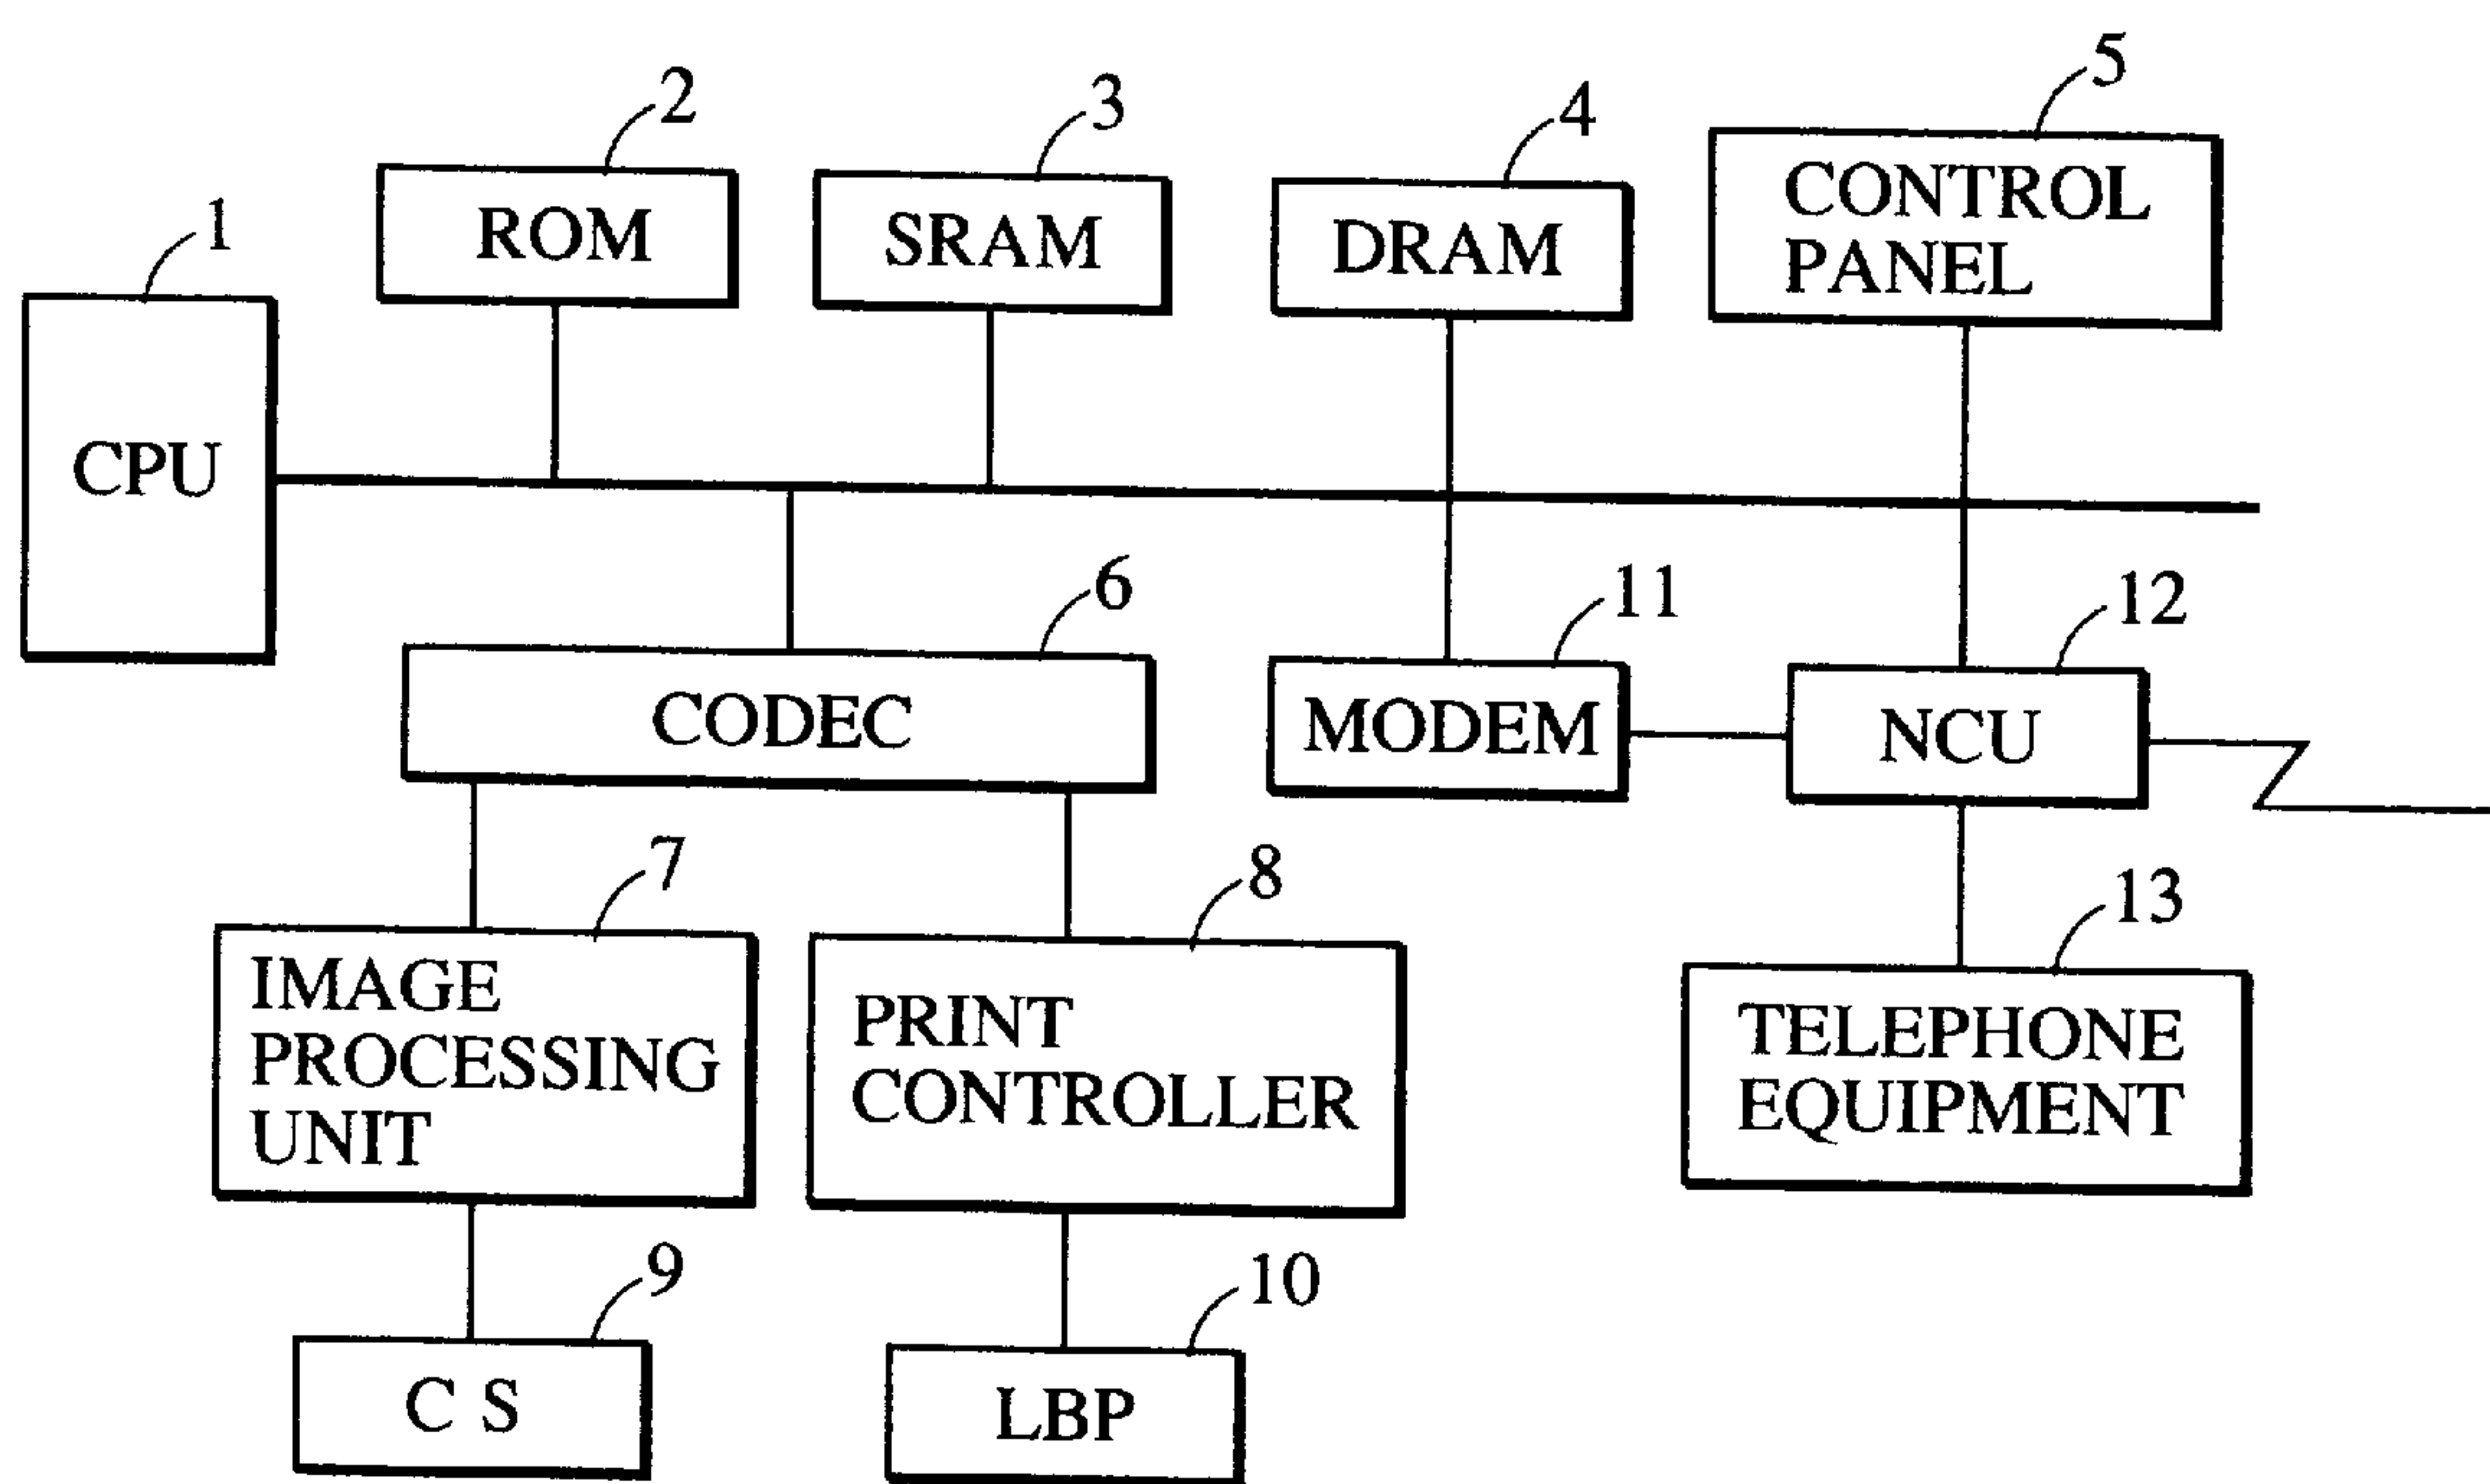 1
CPU
2
ROM
3
SRAM
4
DRAM
5
CONTROL
PANEL
6
CODEC
11
MODEM
12
NCU
7
IMAGE
PROCESSING
UNIT
8
PRINT
CONTROLLER
13
TELEPHONE
EQUIPMENT
9
C S
10
LBP